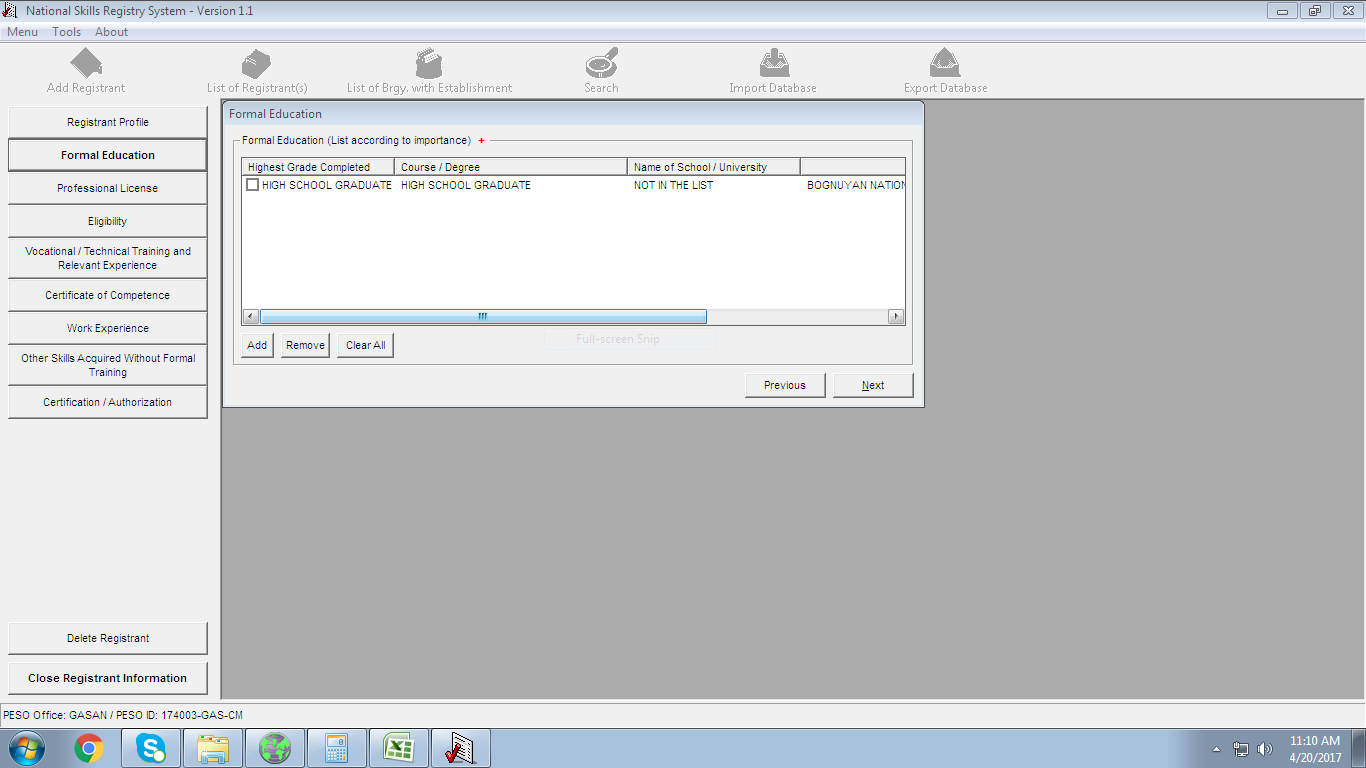 National Skills Registry System - Version 1.1
Menu Tools About
Add Registrant List of Registrant(s) List of Brgy. with Establishment Search Import Database Export Database
Registrant Profile
Formal Education
Professional License
Eligibility
Vocational / Technical Training and
Relevant Experience
Certificate of Competence
Work Experience
Other Skills Acquired Without Formal
Training
Certification / Authorization
Delete Registrant
Close Registrant Information
Formal Education
Formal Education (List according to importance) +
Highest Grade Completed Course / Degree Name of School / University
HIGH SCHOOL GRADUATE HIGH SCHOOL GRADUATE NOT IN THE LIST BOGNUYAN NATION
Full-screen Snip
Add Remove Clear All
Previous Next
PESO Office: GASAN / PESO ID: 174003-GAS-CM
11:10 AM
4/20/2017